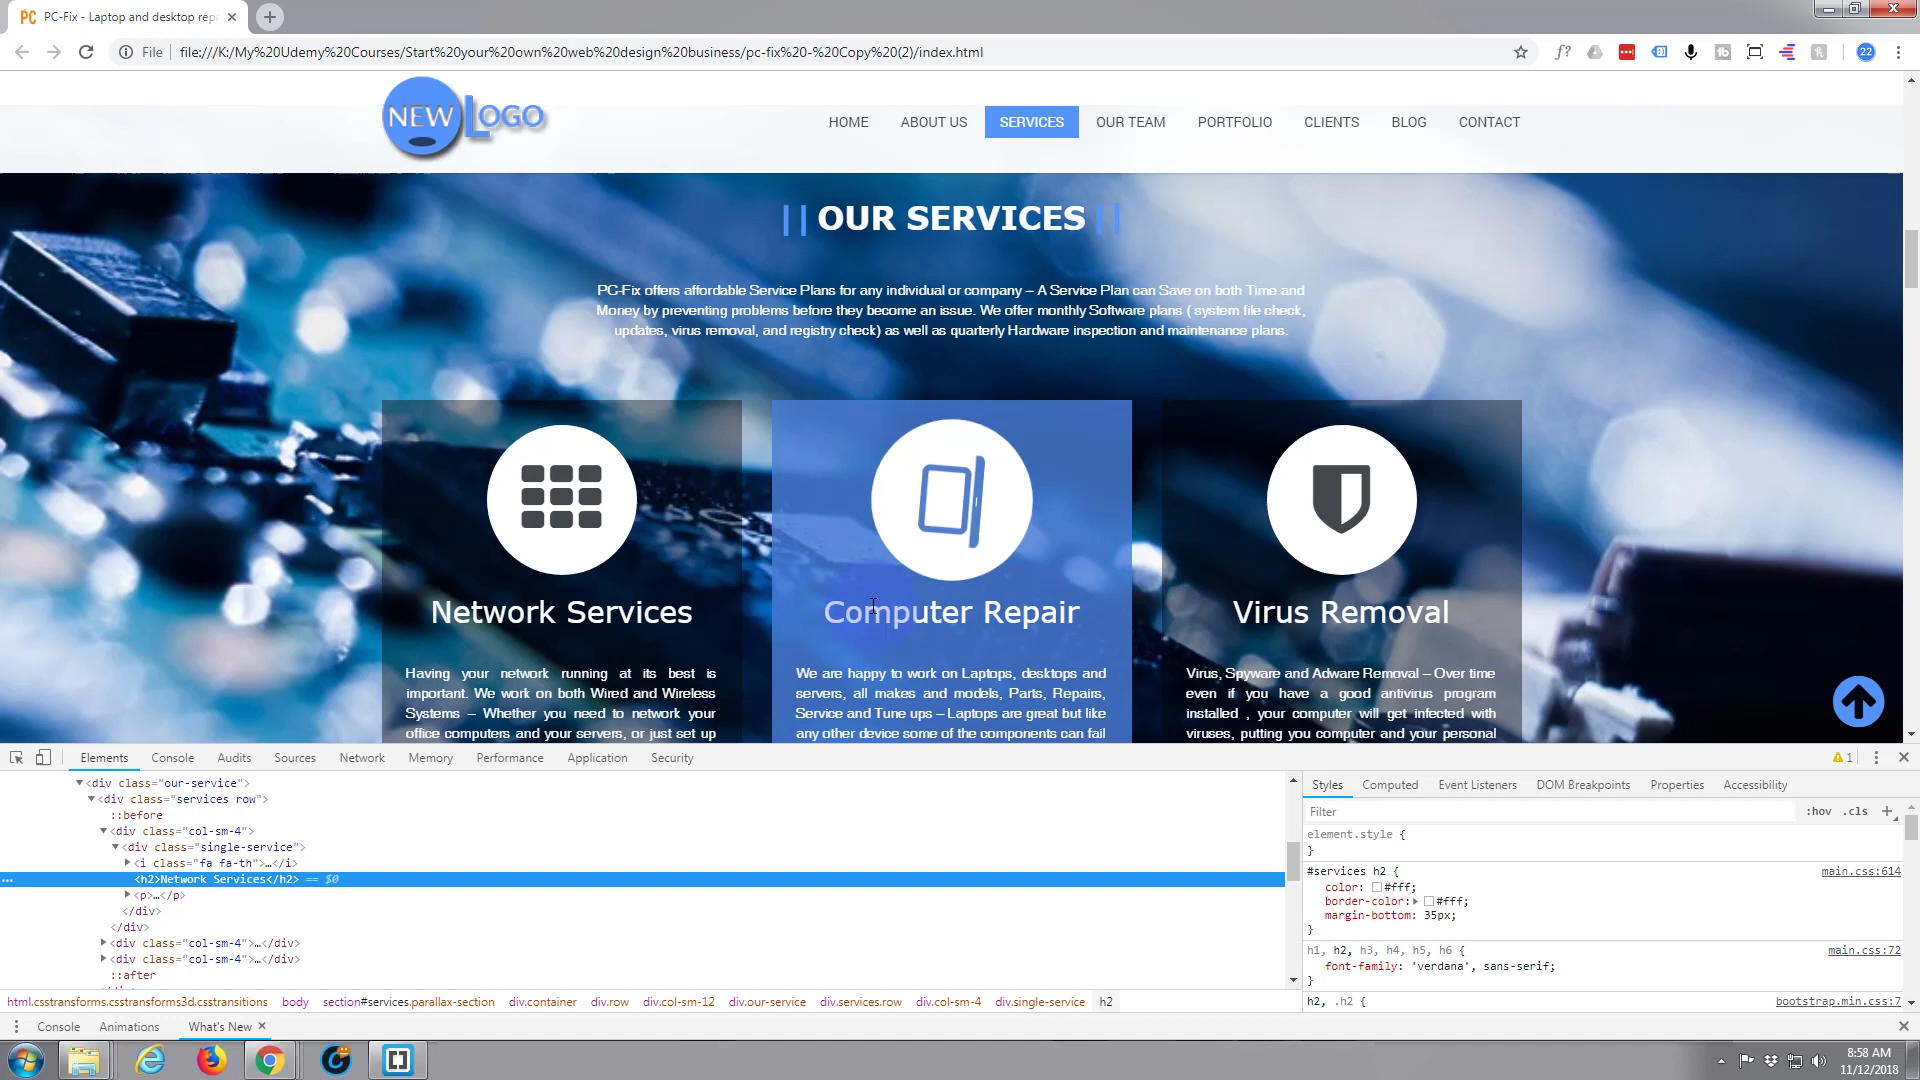 PC PC-Fix - Laptop and desktop rep
File file:///K:/My%20Udemy%20Courses/Start%20your%20own%20web%20design%20business/pc-fix%20-%20Copy%20(2)/index.html
22
NEW LOGO
HOME ABOUT US SERVICES OUR TEAM PORTFOLIO CLIENTS BLOG CONTACT
|| OUR SERVICES ||
PC-Fix offers affordable Service Plans for any individual or company – A Service Plan can Save on both Time and
Money by preventing problems before they become an issue. We offer monthly Software plans ( system file check,
updates, virus removal, and registry check) as well as quarterly Hardware inspection and maintenance plans.
Network Services
Having your network running at its best is
important. We work on both Wired and Wireless
Systems – Whether you need to network your
office computers and your servers, or just set up
Computer Repair
We are happy to work on Laptops, desktops and
servers, all makes and models, Parts, Repairs,
Service and Tune ups – Laptops are great but like
any other device some of the components can fail
Virus Removal
Virus, Spyware and Adware Removal – Over time
even if you have a good antivirus program
installed , your computer will get infected with
viruses, putting you computer and your personal
Elements Console Audits Sources Network Memory Performance Application Security 1
<div class="our-service">
<div class="services row">
::before
<div class="col-sm-4">
<div class="single-service">
<i class="fa fa-th">…</i>
<h2>Network Services</h2> == $0
<p>…</p>
</div>
</div>
<div class="col-sm-4">…</div>
<div class="col-sm-4">…</div>
::after
html.csstransforms.csstransforms3d.csstransitions body section#services.parallax-section div.container div.row div.col-sm-12 div.our-service div.services.row div.col-sm-4 div.single-service h2
Styles Computed Event Listeners DOM Breakpoints Properties Accessibility
Filter :hov .cls +
element.style {
}
#services h2 { main.css:614
color: #fff;
border-color: #fff;
margin-bottom: 35px;
}
h1, h2, h3, h4, h5, h6 { main.css:72
font-family: 'verdana', sans-serif;
}
h2, .h2 { bootstrap.min.css:7
Console Animations What's New
8:58 AM
11/12/2018